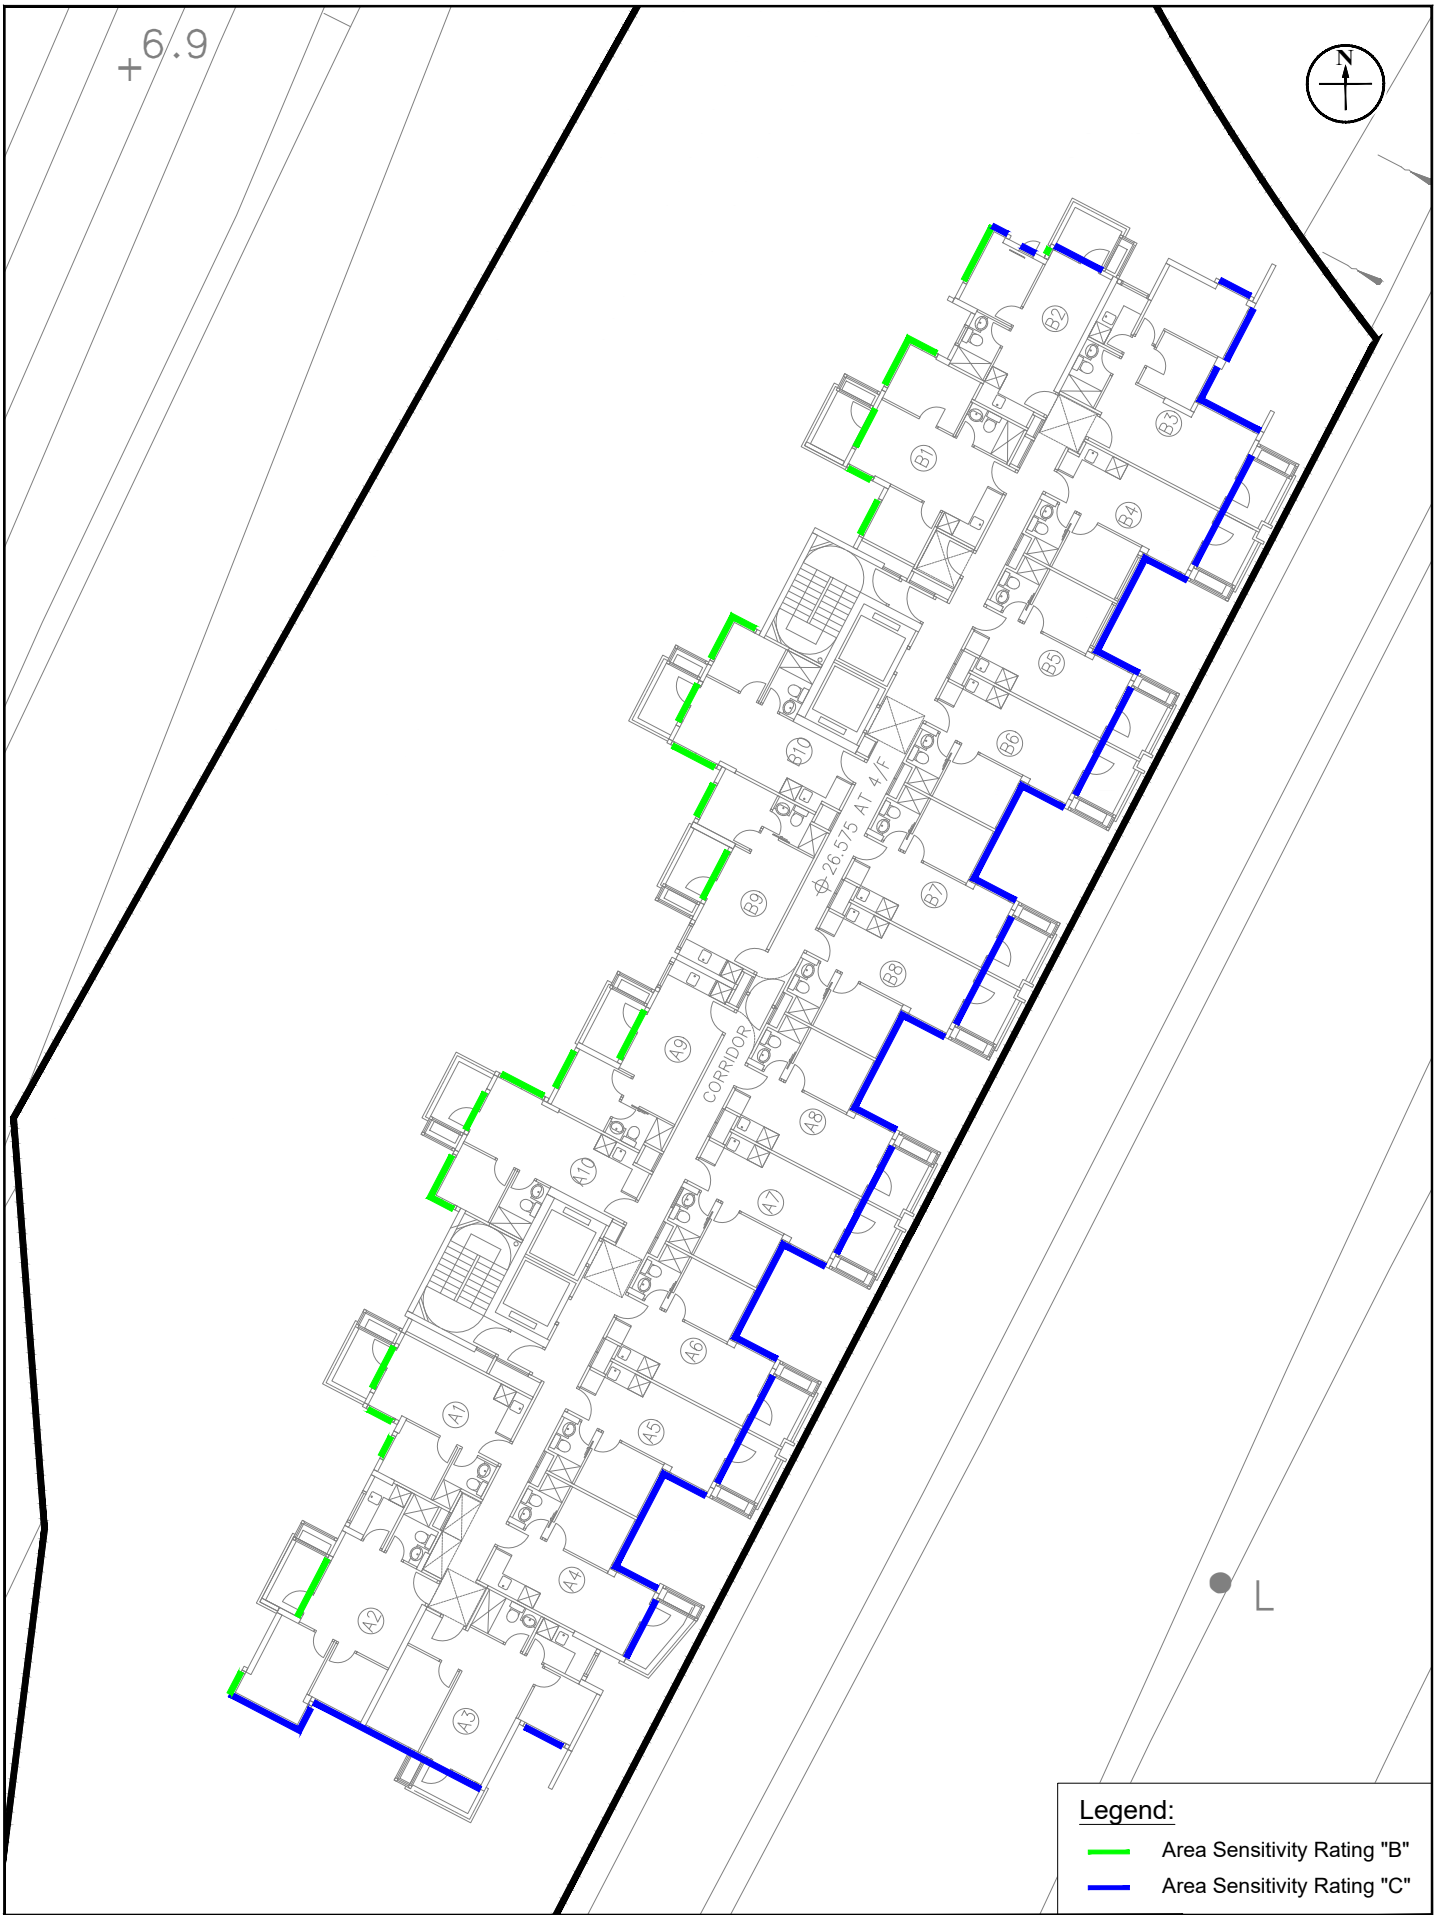 +6.9
N
B2
B3
B1
B4
B5
B6
B10
26.575 AT 4/F
B7
B9
B8
A9
CORRIDOR
A8
A10
A7
A6
A1
A5
A4
A2
A3
L
Legend:
Area Sensitivity Rating "B"
Area Sensitivity Rating "C"